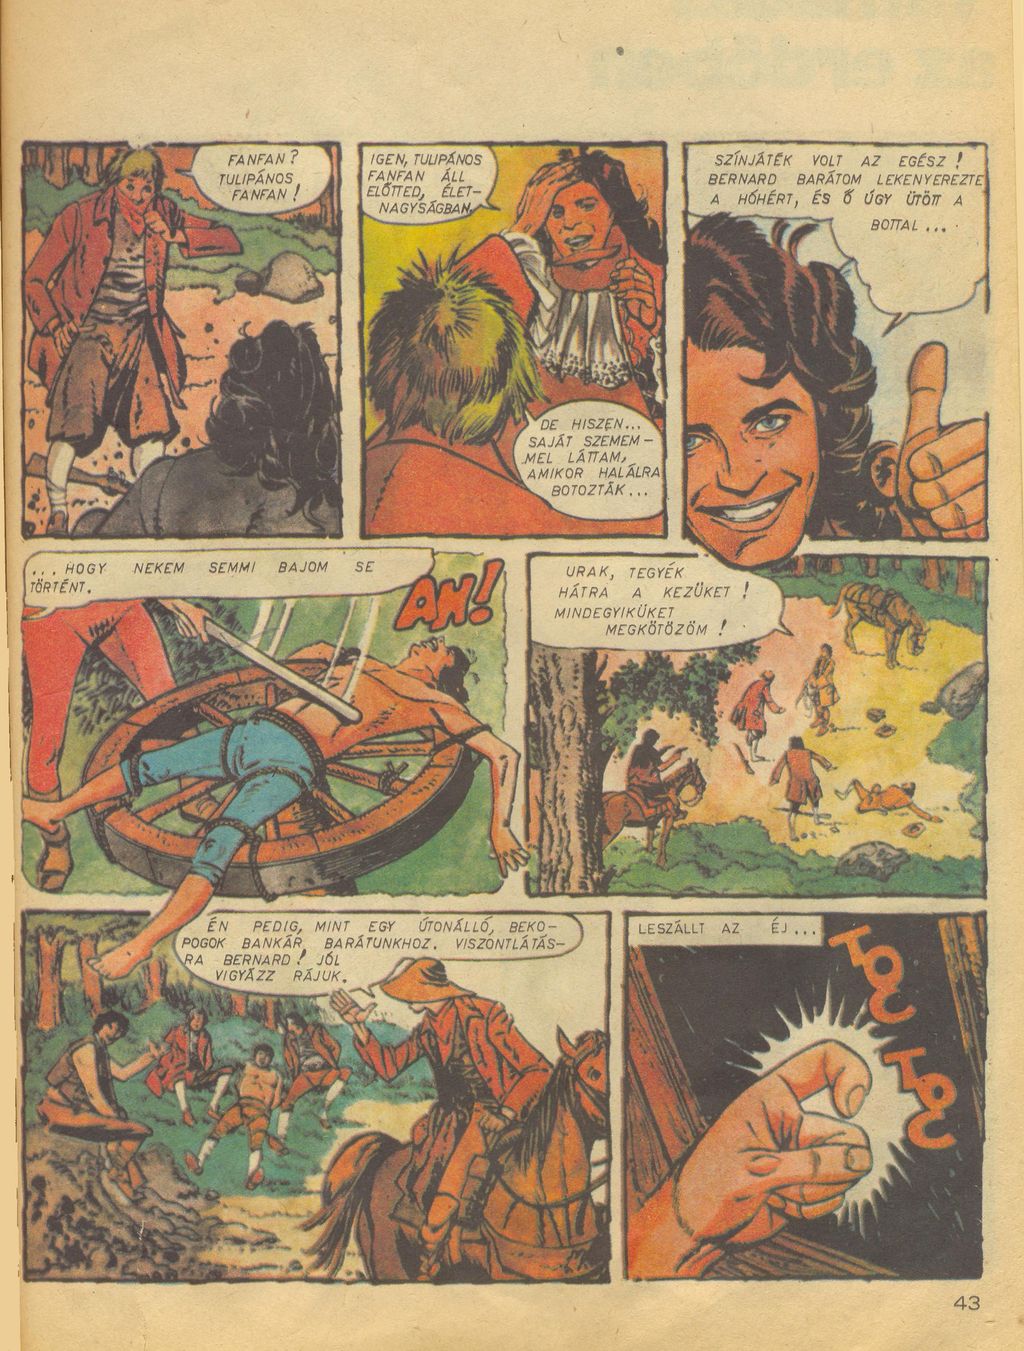 FANFAN?
TULIPÁNOS
FANFAN!
IGEN, TULIPÁNOS
FANFAN ÁLL
ELŐTTED, ÉLET-
NAGYSÁGBAN.
DE HISZEN...
SAJÁT SZEMEM-
MEL LÁTTAM,
AMIKOR HALÁLRA
BOTOZTÁK...
SZÍNJÁTÉK VOLT AZ EGÉSZ!
BERNARD BARÁTOM LEKENYEREZTE
A HÓHÉRT, ÉS Ő ÚGY ÜTÖTT A
BOTTAL...
...HOGY NEKEM SEMMI BAJOM SE
TÖRTÉNT.
AH!
URAK, TEGYÉK
HÁTRA A KEZÜKET!
MINDEGYIKÜKET
MEGKÖTÖZÖM!
ÉN PEDIG, MINT EGY ÚTONÁLLÓ, BEKO-
POGOK BANKÁR BARÁTUNKHOZ. VISZONTLÁTÁS-
RA BERNARD! JÓL
VIGYÁZZ RÁJUK.
LESZÁLLT AZ ÉJ...
TOC
TOC
43